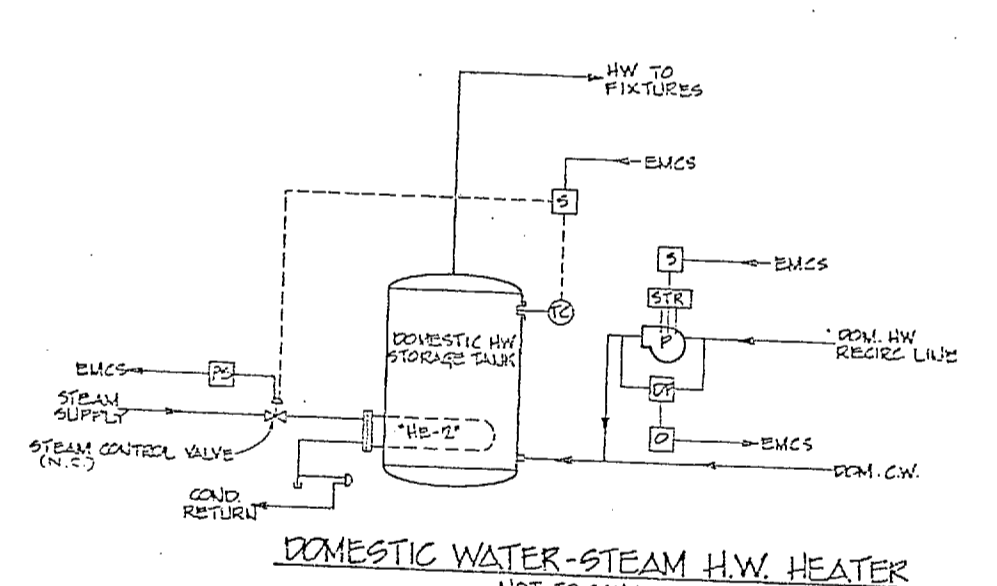 HW TO
FIXTURES
EMCS
S
S
EMCS
STR
TC
P
DOM. HW
RECIRC LINE
DOMESTIC HW
STORAGE TANK
EMCS
PE
DP
STEAM
SUPPLY
"HE-2"
O
EMCS
STEAM CONTROL VALVE
(N.C.)
DOM. C.W.
COND.
RETURN
DOMESTIC WATER-STEAM H.W. HEATER